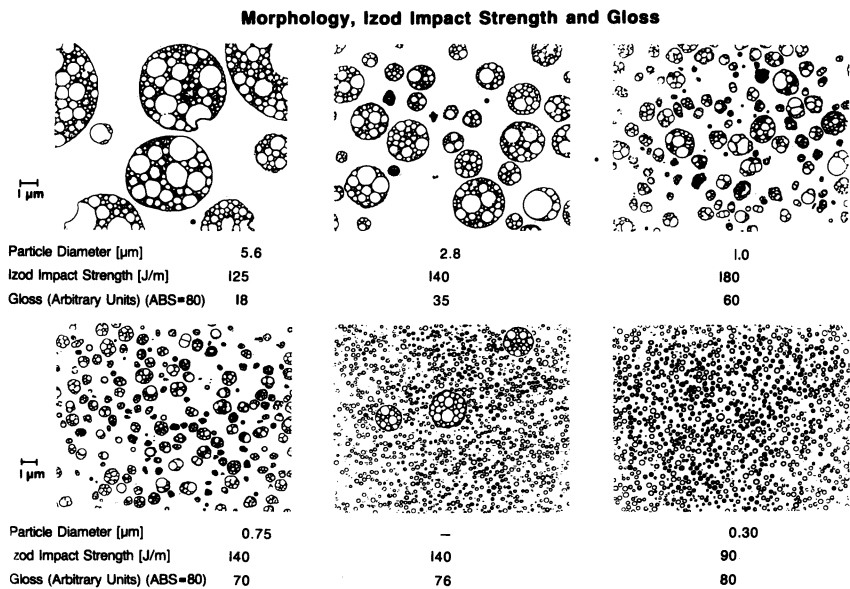 Morphology, Izod Impact Strength and Gloss
1 μm
Particle Diameter [μm] 5.6 2.8 1.0
Izod Impact Strength [J/m] 125 140 180
Gloss (Arbitrary Units) (ABS=80) 18 35 60
1 μm
Particle Diameter [μm] 0.75 – 0.30
zod Impact Strength [J/m] 140 140 90
Gloss (Arbitrary Units) (ABS=80) 70 76 80